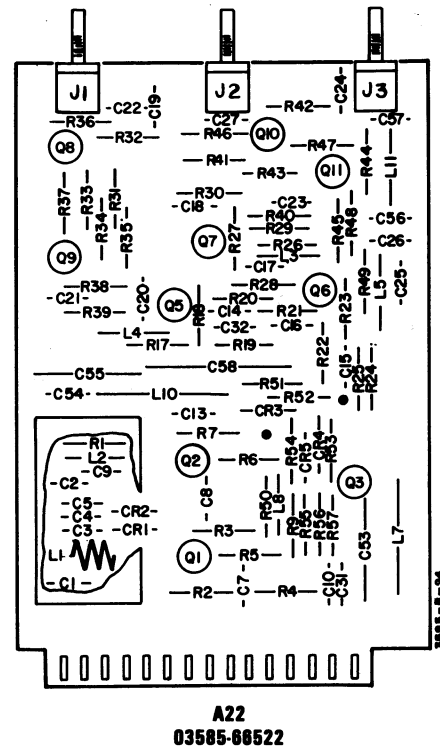 J1 J2 J3
C22 C19 C24
R36 C27 R42 C57
R32 R46 Q10
Q8 R47 R44 L11
R41
R43 Q11
R37 R33 R31 R30
C18 C23
R34 R35 R40 R45 R48 C56
Q7 R27 R29
R26 C26
Q9 L3
C17
R38 C20 R28 Q6 R49 L5 C25
C21 Q5 R18 R20 R23
R39 C14 R21
C32 C16
L4
R17 R19 R22
C15
C58 R25 R24
C55 R51
C54 L10 R52
C13 CR3
R7
R1 R54 CR5 CR4 R53
L2 Q2 R6
C9 Q3
C2
C8 R50 L8
C5
C4 CR2
C3 CR1 R3 R9 R55 R56 R57 C53 L7
L1 Q1 R5
C1 C7 C10 C31
R2 R4
A22
03585-66522